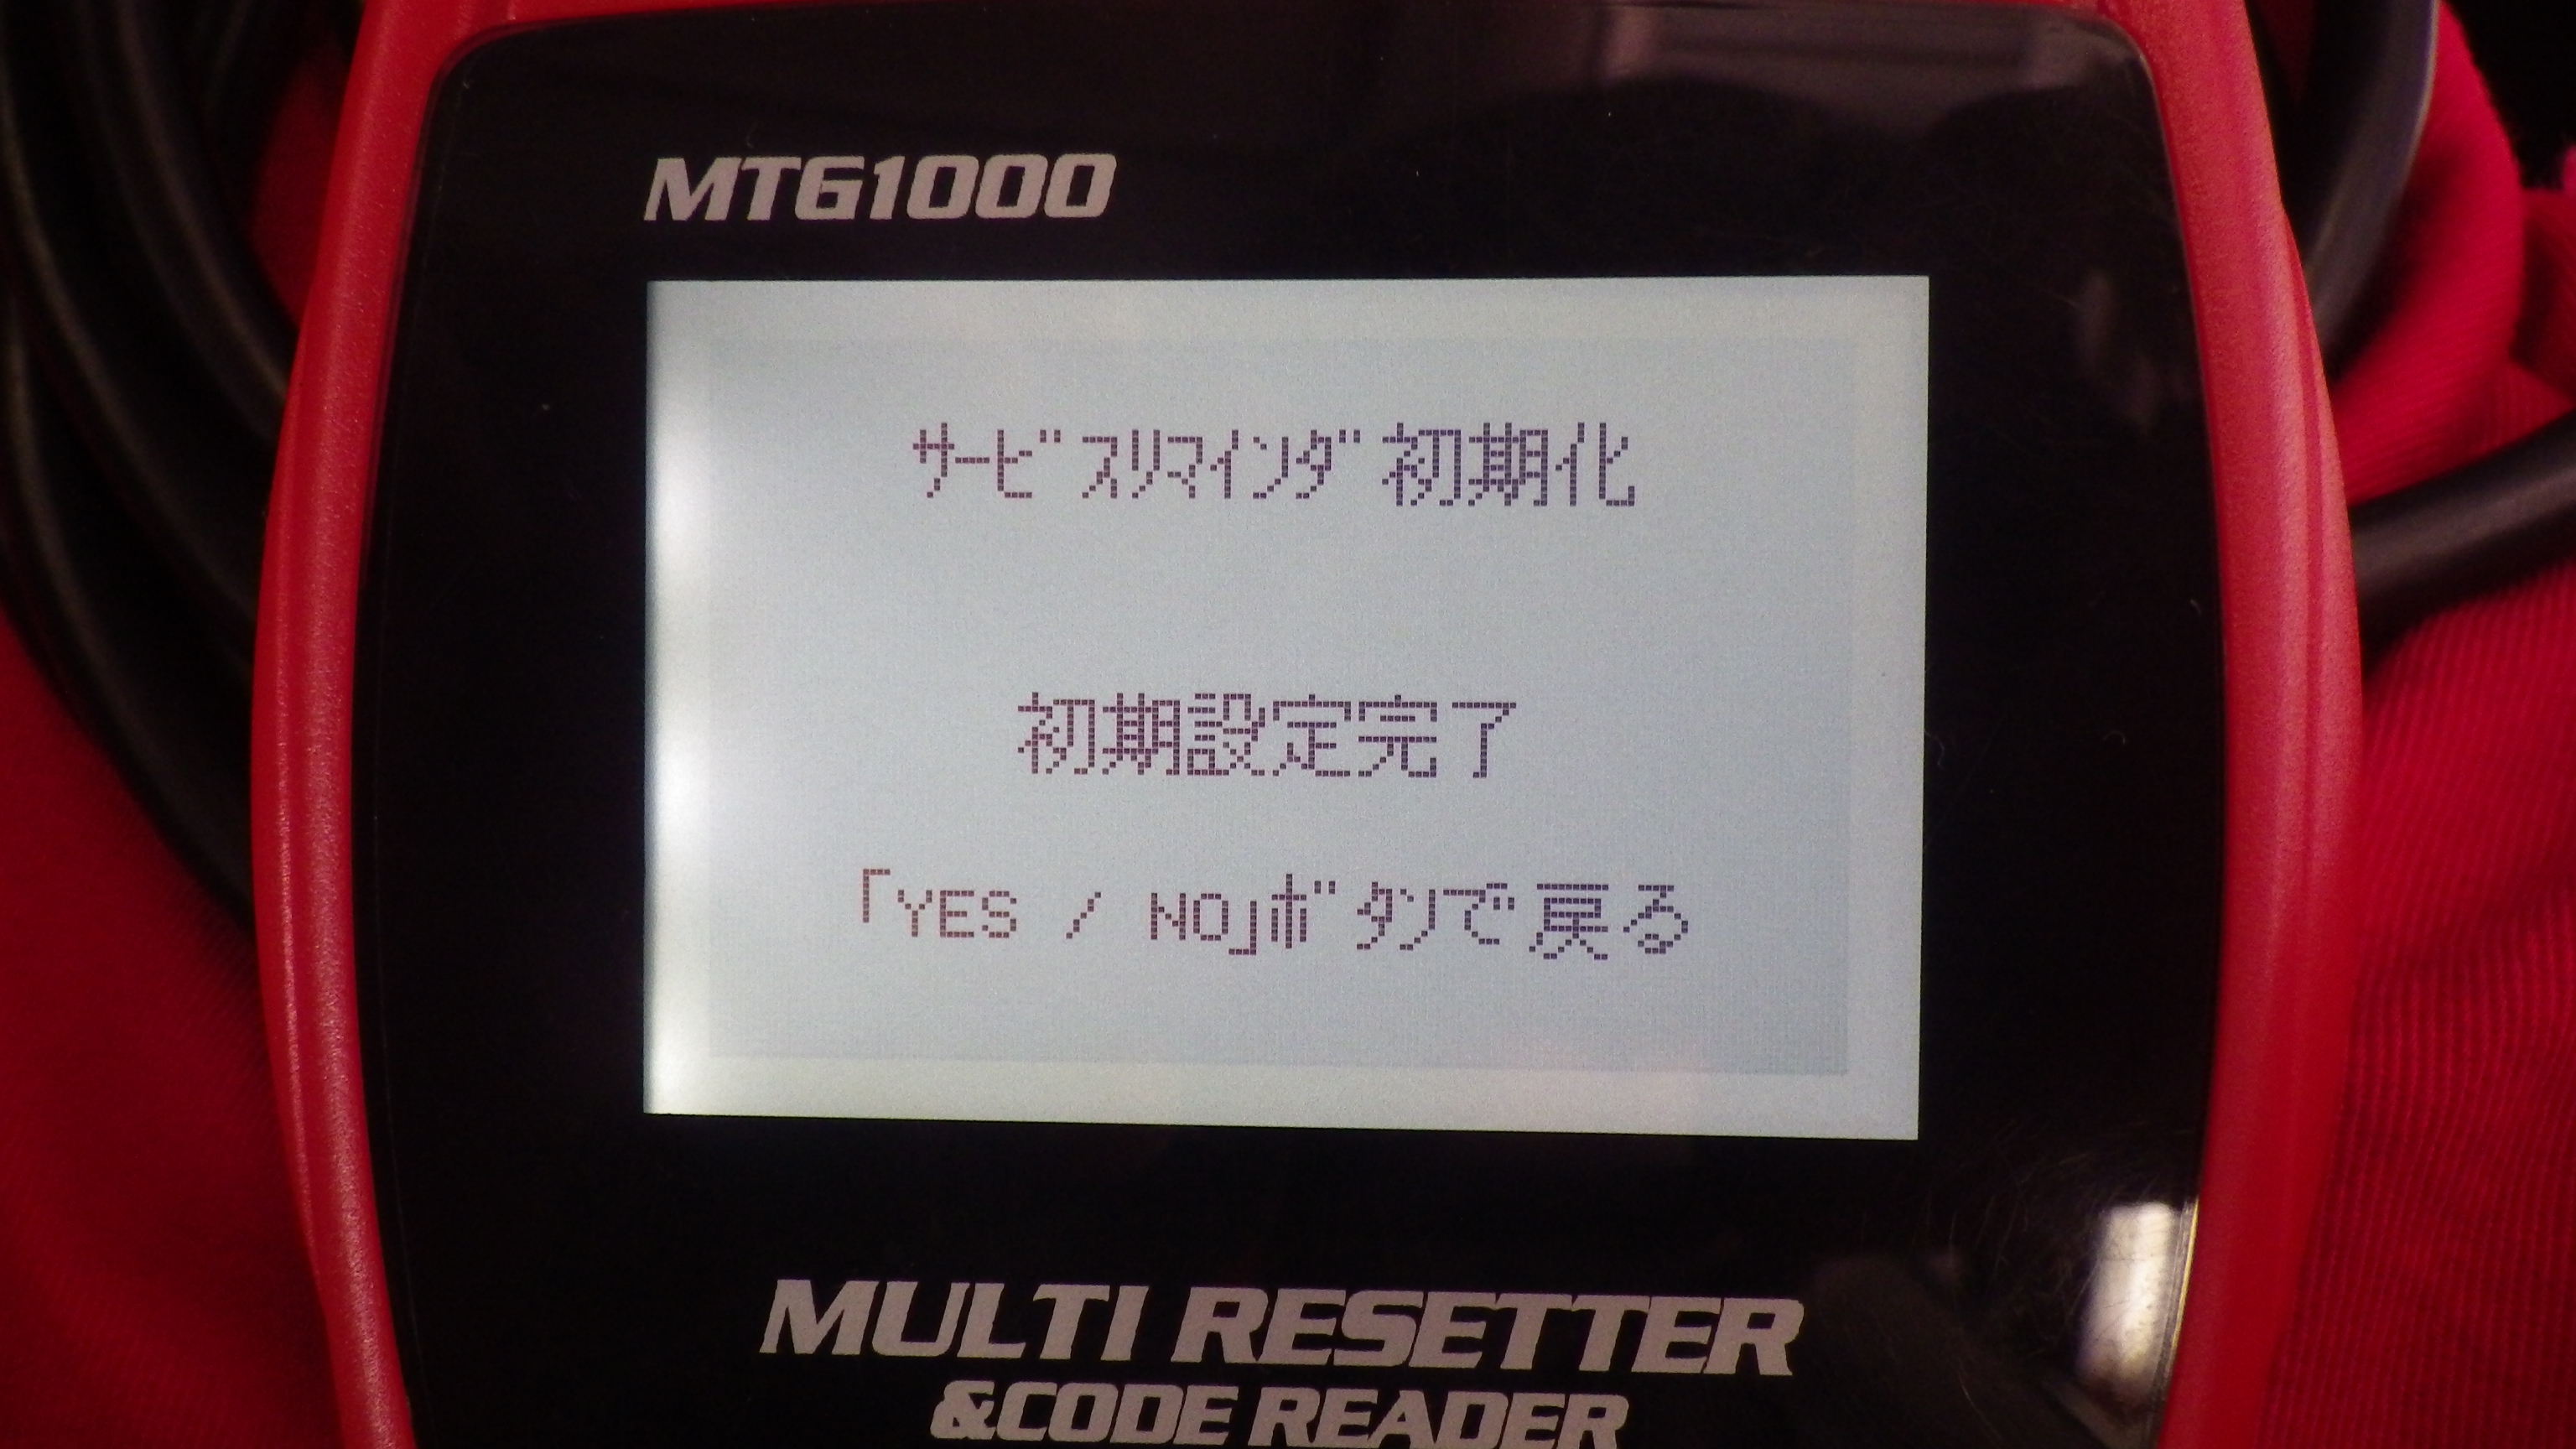 MTG1000
ｻｰﾋﾞｽﾘﾏｲﾝﾀﾞ初期化
初期設定完了
｢YES / NO｣ﾎﾞﾀﾝで戻る
MULTI RESETTER
&CODE READER